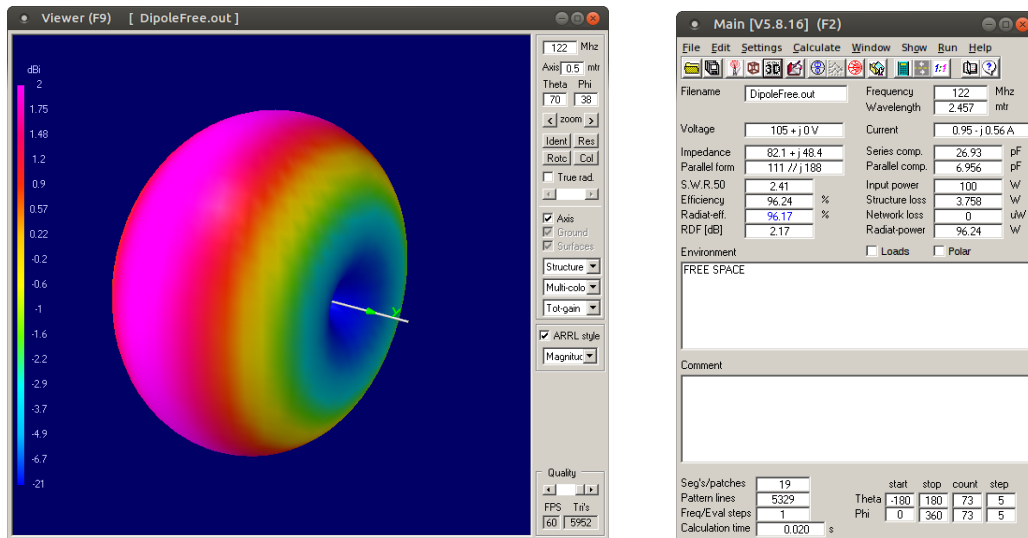 Viewer (F9) [ DipoleFree.out ]
122 Mhz
Axis 0.5 mtr
Theta Phi
70 38
< zoom >
Ident Res
Rotc Col
True rad.
Axis
Ground
Surfaces
Structure
Multi-colo
Tot-gain
ARRL style
Magnituc
Quality
FPS Tri's
60 5952
dBi
2
1.75
1.48
1.2
0.9
0.57
0.22
-0.2
-0.6
-1
-1.6
-2.2
-2.9
-3.7
-4.9
-6.7
-21
Y
Main [V5.8.16] (F2)
File Edit Settings Calculate Window Show Run Help
3D 1:1
Filename DipoleFree.out Frequency 122 Mhz
Wavelength 2.457 mtr
Voltage 105 + j 0 V Current 0.95 - j 0.56 A
Impedance 82.1 + j 48.4 Series comp. 26.93 pF
Parallel form 111 // j 188 Parallel comp. 6.956 pF
S.W.R.50 2.41 Input power 100 W
Efficiency 96.24 % Structure loss 3.758 W
Radiat-eff. 96.17 % Network loss 0 uW
RDF [dB] 2.17 Radiat-power 96.24 W
Environment Loads Polar
FREE SPACE
Comment
Seg's/patches 19 start stop count step
Pattern lines 5329 Theta -180 180 73 5
Freq/Eval steps 1 Phi 0 360 73 5
Calculation time 0.020 s